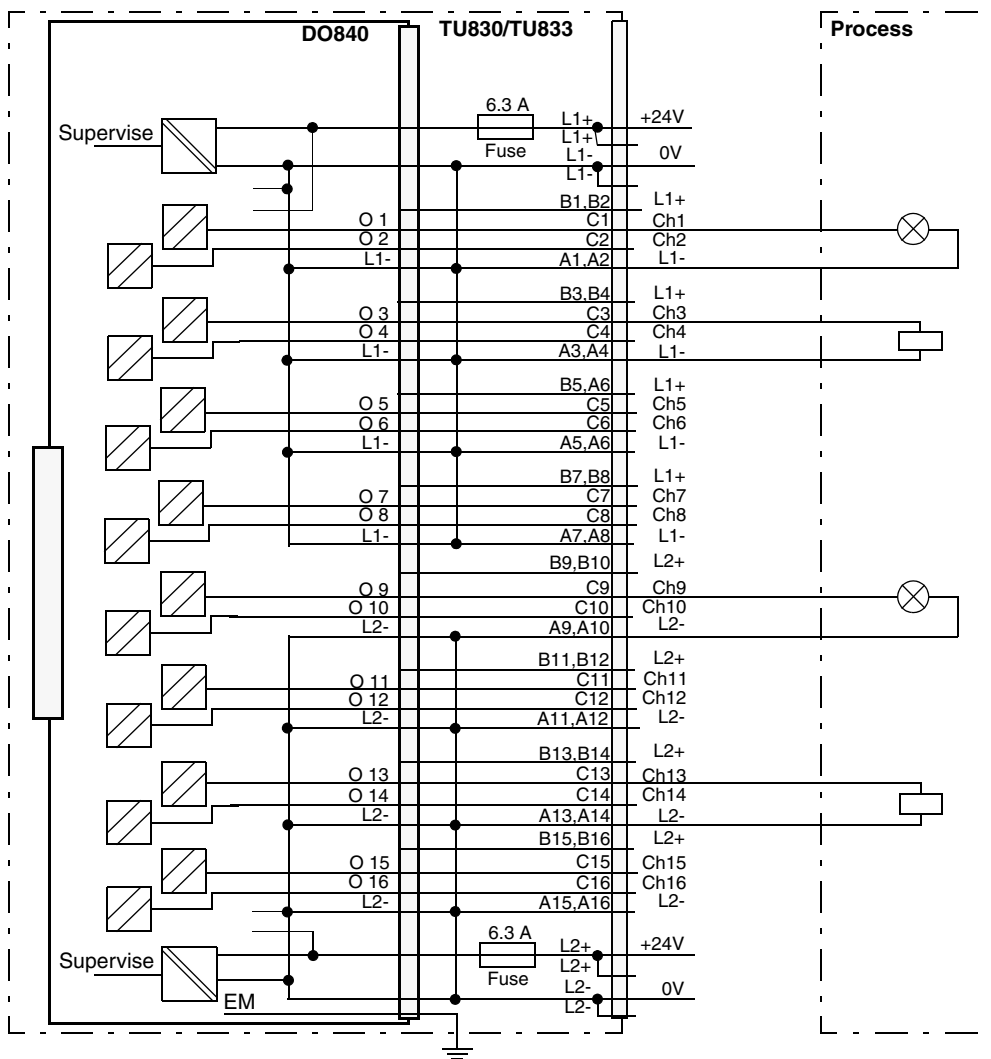 DO840 TU830/TU833 Process
6.3 A
L1+ +24V
Supervise
L1+
Fuse L1- 0V
L1-
B1,B2 L1+
O 1 C1 Ch1
O 2 C2 Ch2
L1- A1,A2 L1-
B3,B4 L1+
O 3 C3 Ch3
O 4 C4 Ch4
L1- A3,A4 L1-
B5,A6 L1+
O 5 C5 Ch5
O 6 C6 Ch6
L1- A5,A6 L1-
B7,B8 L1+
O 7 C7 Ch7
O 8 C8 Ch8
L1- A7,A8 L1-
B9,B10 L2+
O 9 C9 Ch9
O 10 C10 Ch10
L2- A9,A10 L2-
B11,B12 L2+
O 11 C11 Ch11
O 12 C12 Ch12
L2- A11,A12 L2-
B13,B14 L2+
O 13 C13 Ch13
O 14 C14 Ch14
L2- A13,A14 L2-
B15,B16 L2+
O 15 C15 Ch15
O 16 C16 Ch16
L2- A15,A16 L2-
6.3 A
L2+ +24V
Supervise L2+
Fuse L2- 0V
EM L2-